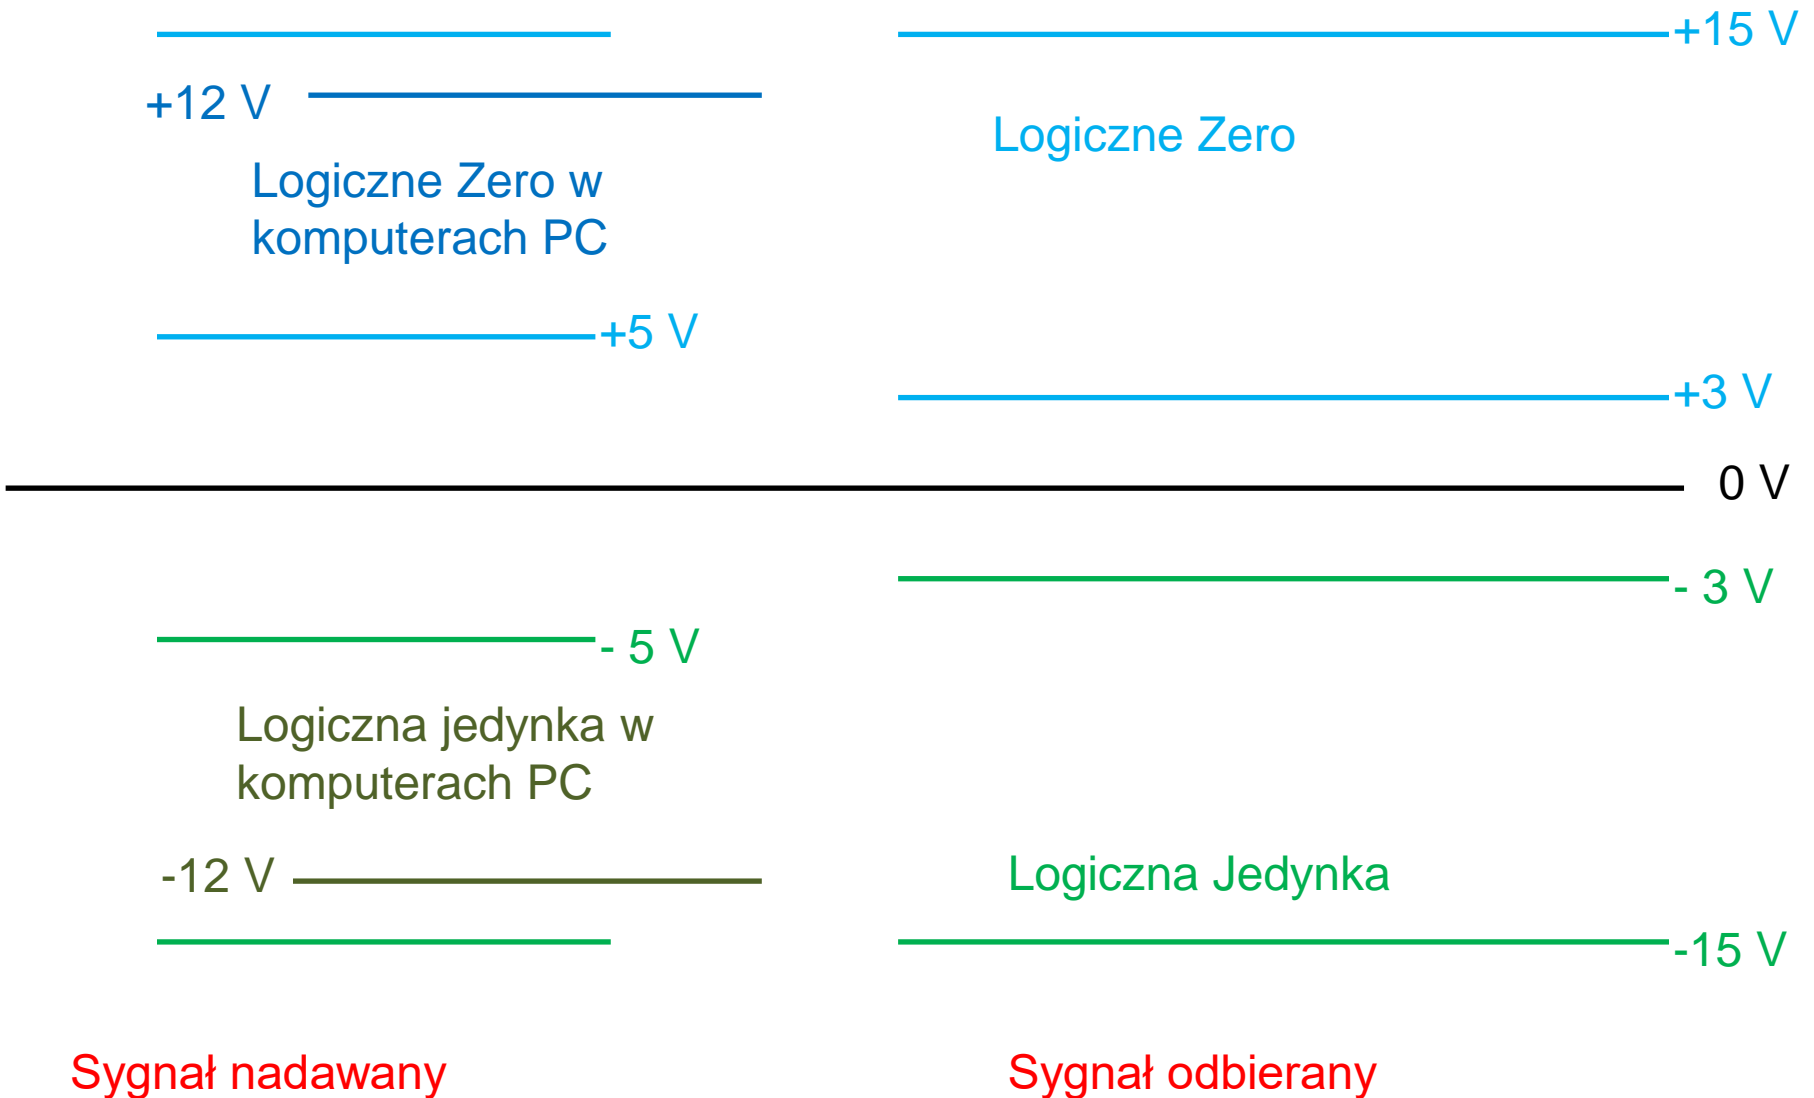 +15 V
+12 V
Logiczne Zero
Logiczne Zero w
komputerach PC
+5 V
+3 V
0 V
- 3 V
- 5 V
Logiczna jedynka w
komputerach PC
-12 V
Logiczna Jedynka
-15 V
Sygnał nadawany
Sygnał odbierany